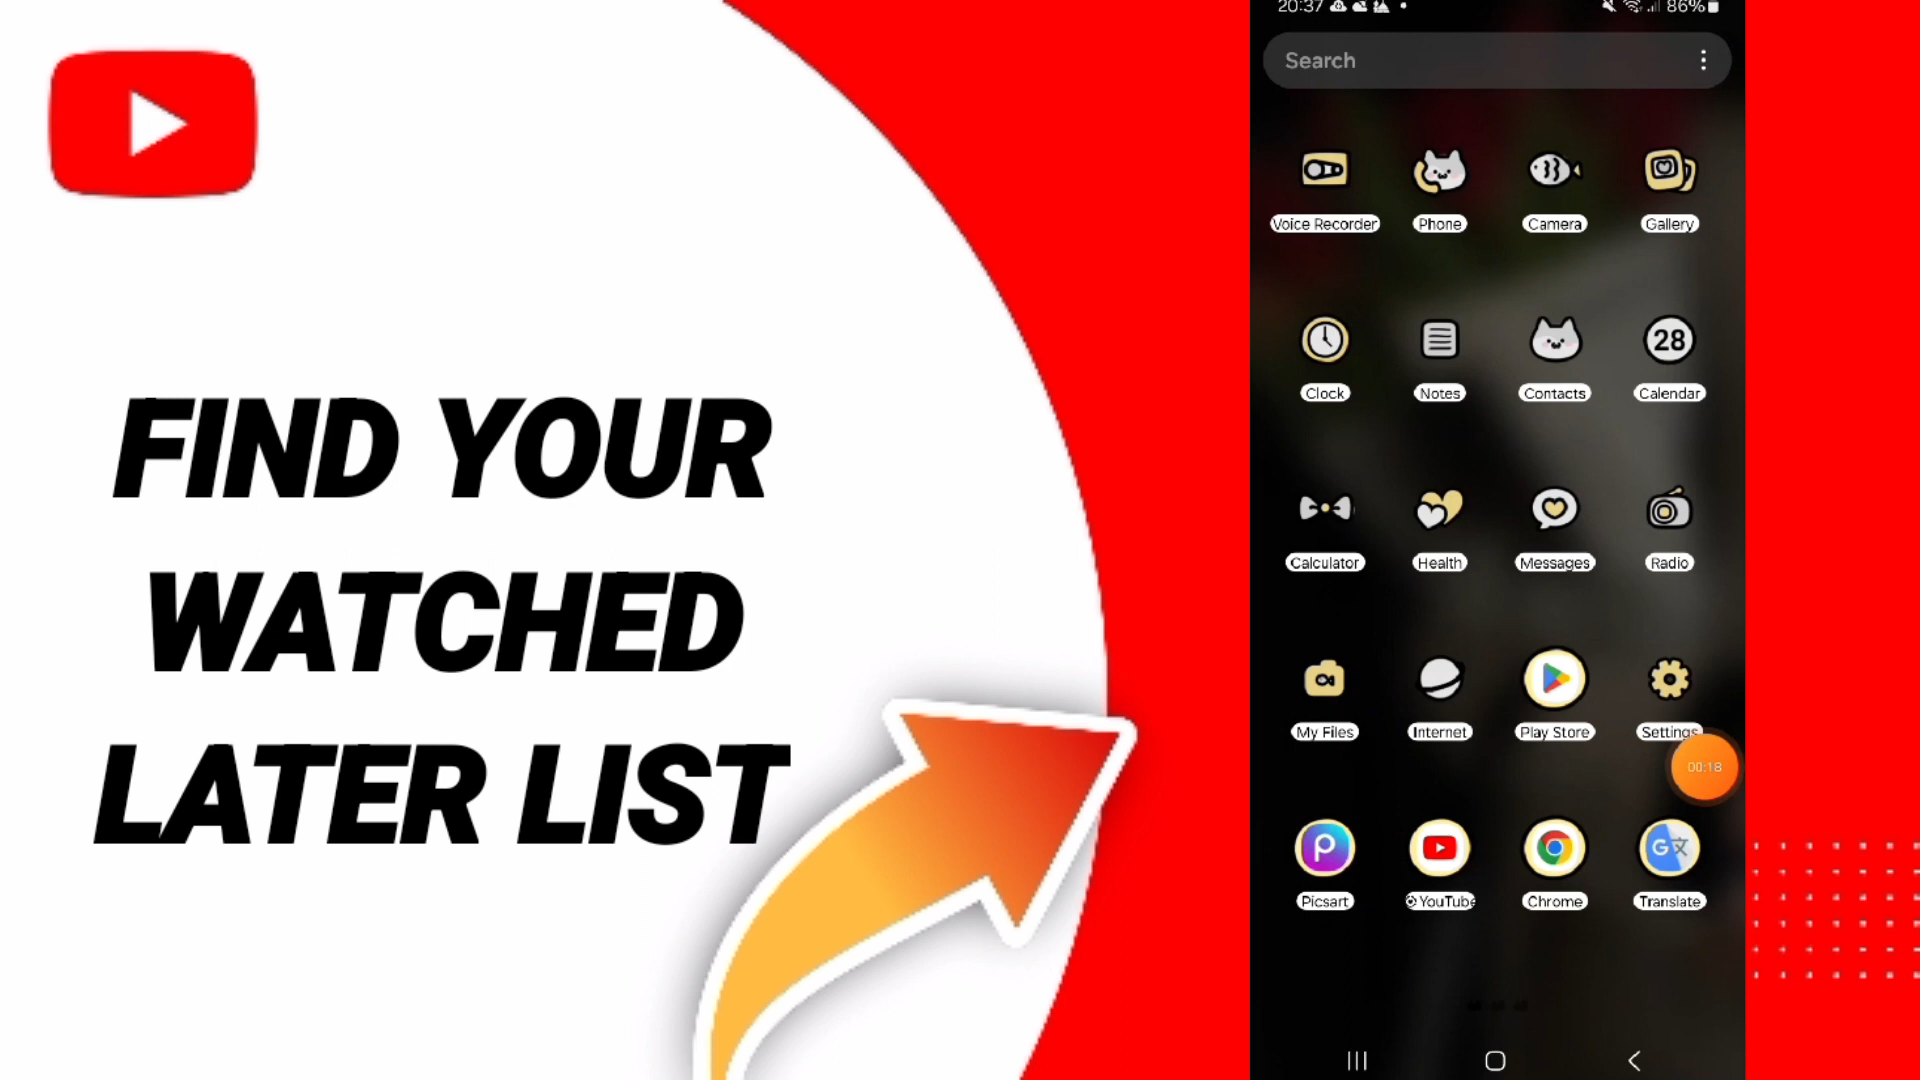 FIND YOUR
WATCHED
LATER LIST
20:37
86%
Search
Voice Recorder
Phone
Camera
Gallery
28
Clock
Notes
Contacts
Calendar
Calculator
Health
Messages
Radio
My Files
Internet
Play Store
Settings
00:18
Picsart
YouTube
Chrome
Translate